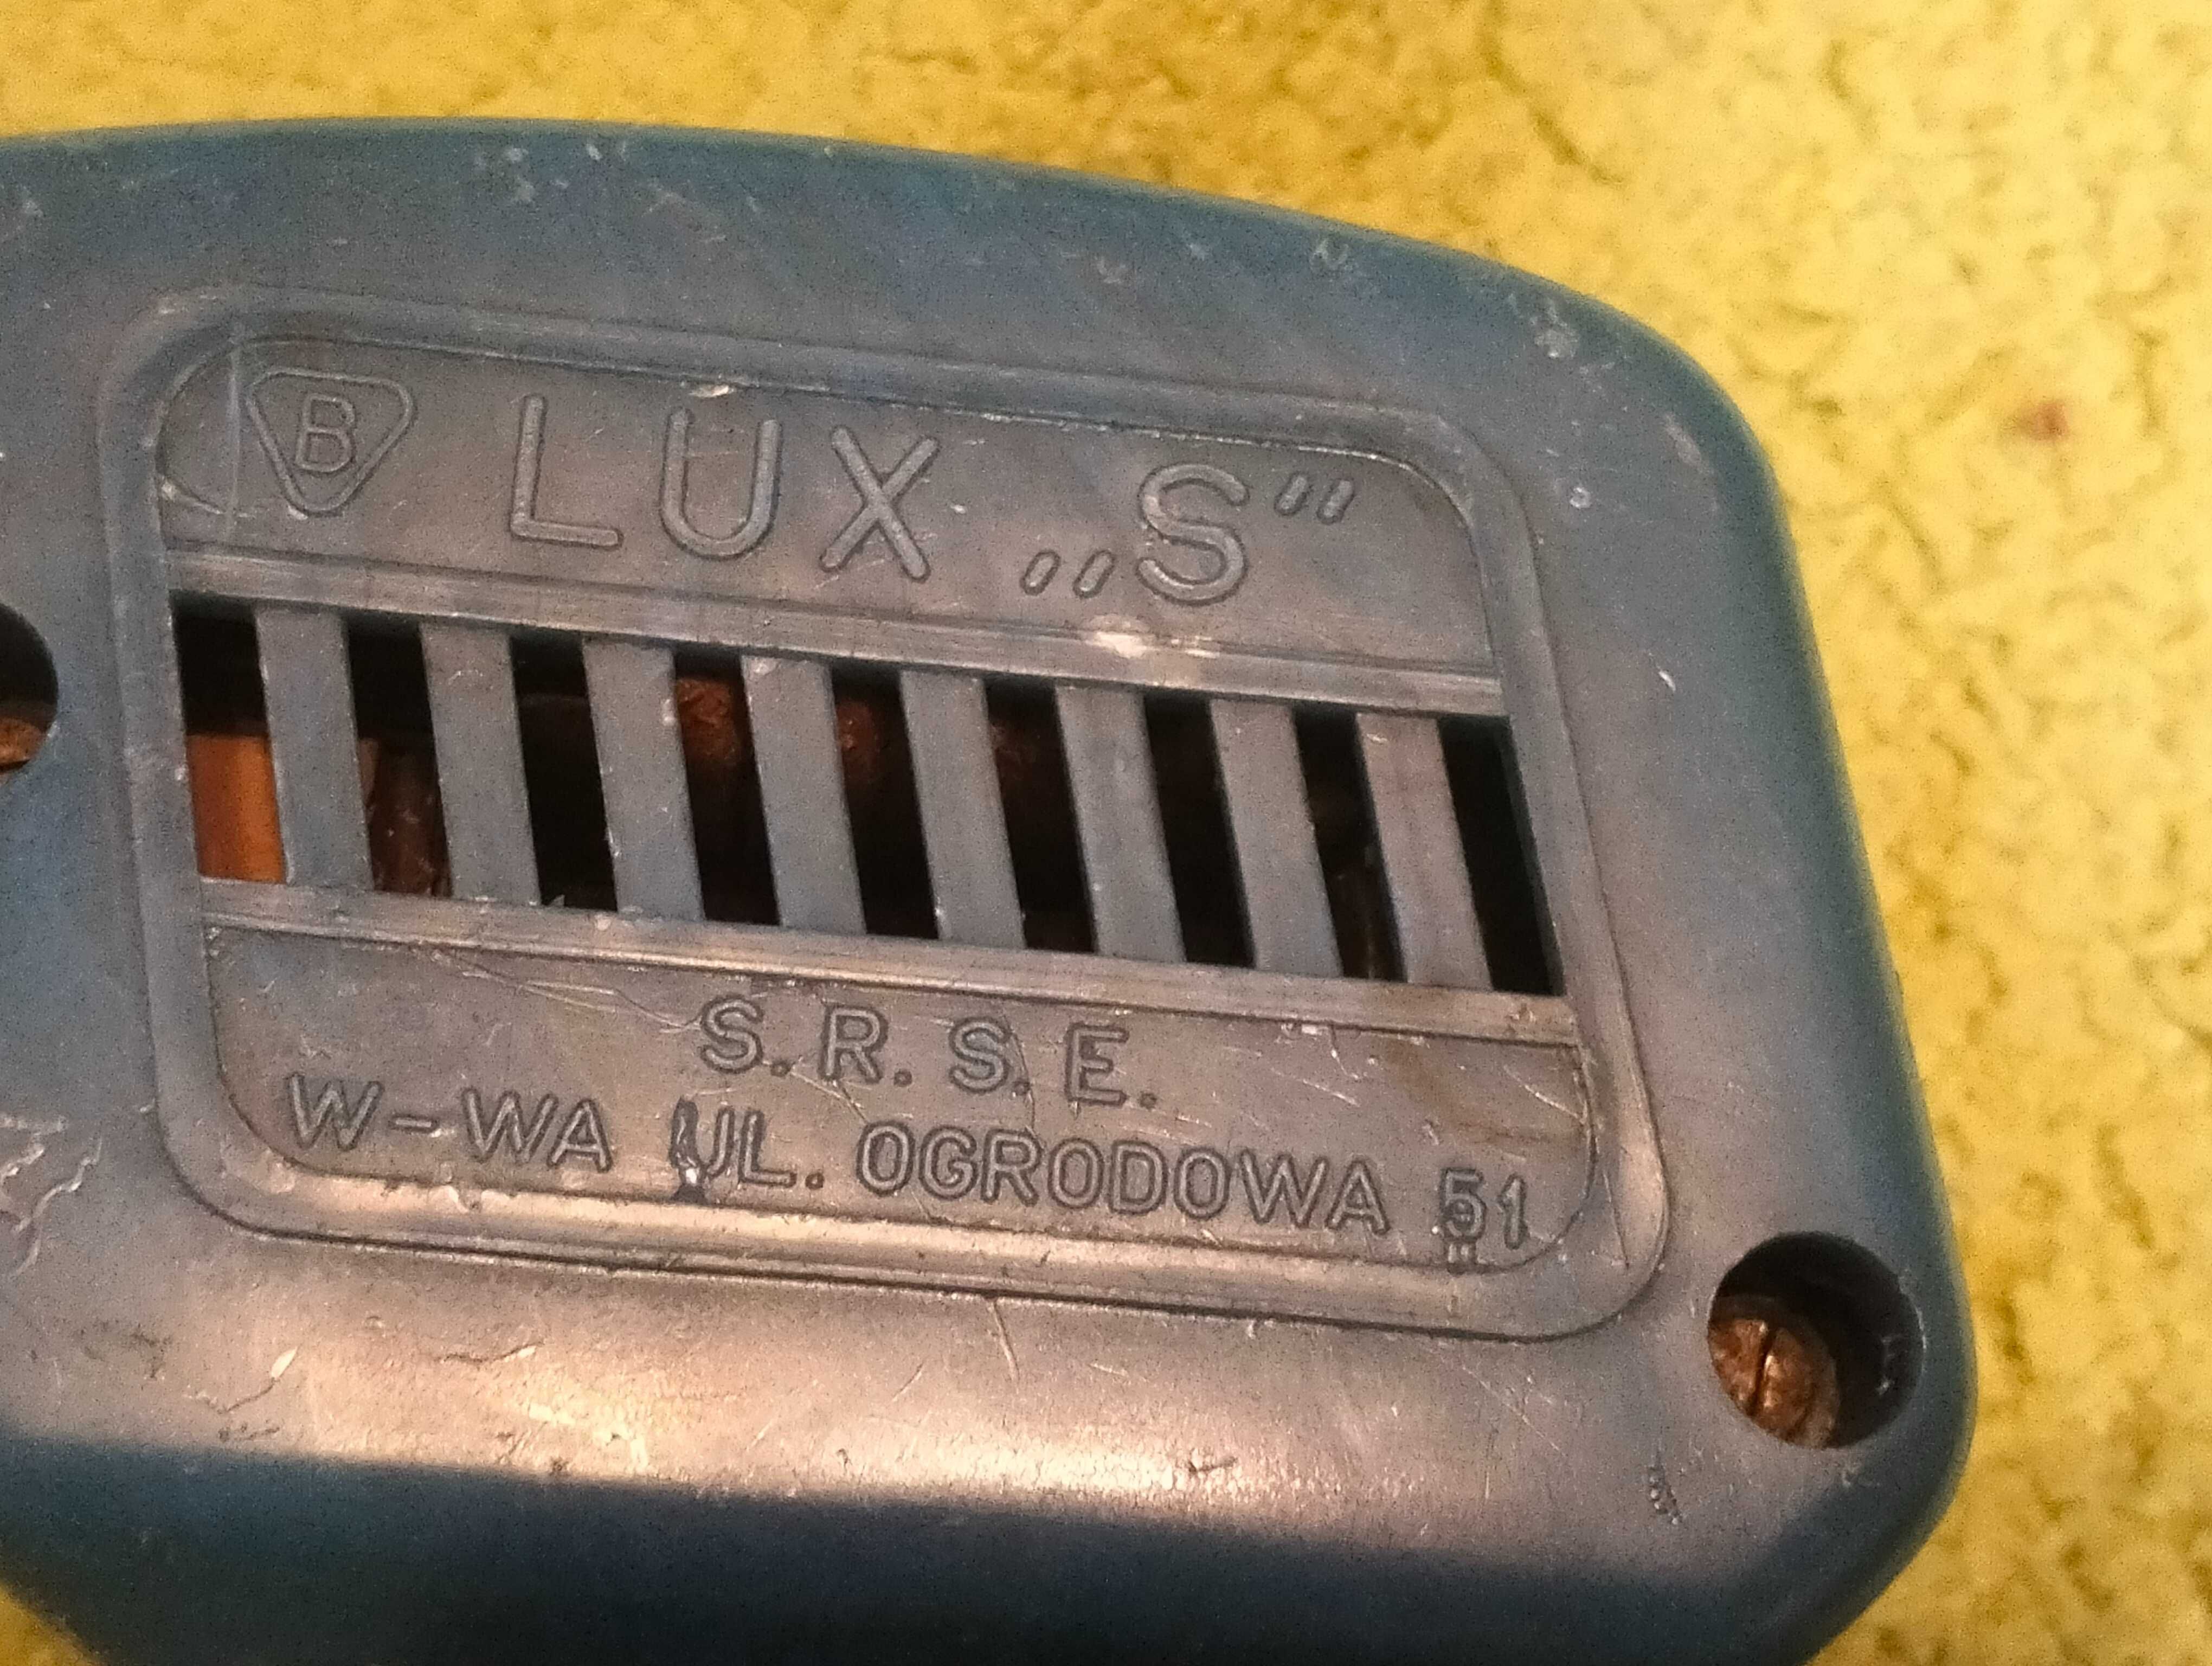 B LUX „S”
S. R. S. E.
W-WA UL. OGRODOWA 51